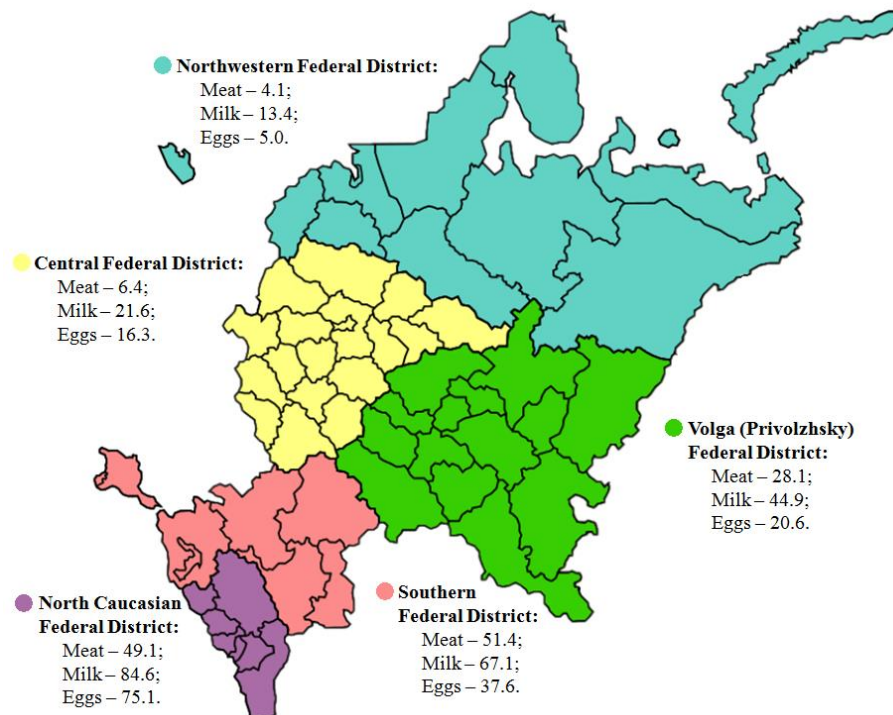 Northwestern Federal District:
Meat – 4.1;
Milk – 13.4;
Eggs – 5.0.
Central Federal District:
Meat – 6.4;
Milk – 21.6;
Eggs – 16.3.
Volga (Privolzhsky)
Federal District:
Meat – 28.1;
Milk – 44.9;
Eggs – 20.6.
North Caucasian
Federal District:
Meat – 49.1;
Milk – 84.6;
Eggs – 75.1.
Southern
Federal District:
Meat – 51.4;
Milk – 67.1;
Eggs – 37.6.